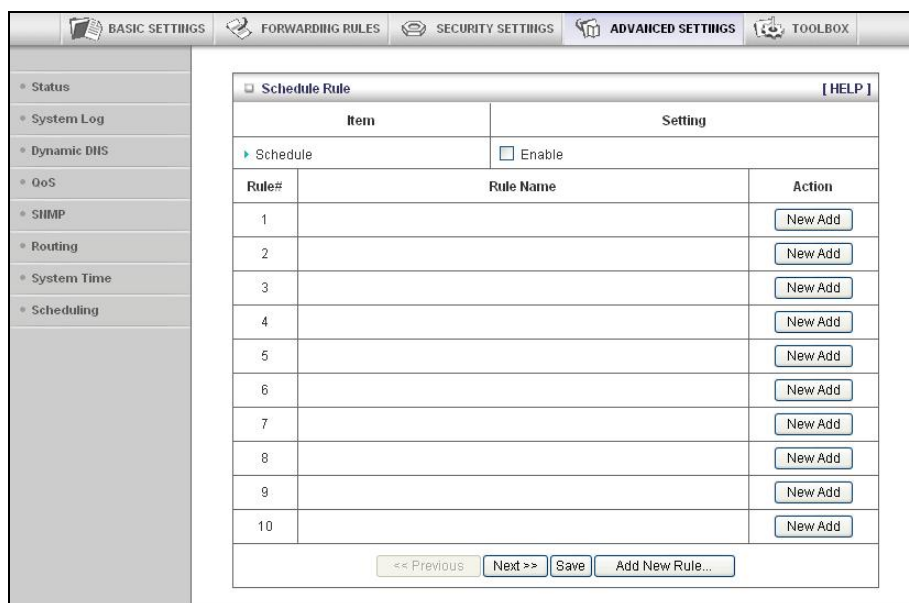 BASIC SETTINGS FORWARDING RULES SECURITY SETTINGS ADVANCED SETTINGS TOOLBOX
Status
System Log
Dynamic DNS
QoS
SNMP
Routing
System Time
Scheduling
Schedule Rule [ HELP ]
Item Setting
Schedule Enable
Rule# Rule Name Action
1 New Add
2 New Add
3 New Add
4 New Add
5 New Add
6 New Add
7 New Add
8 New Add
9 New Add
10 New Add
<< Previous Next >> Save Add New Rule...